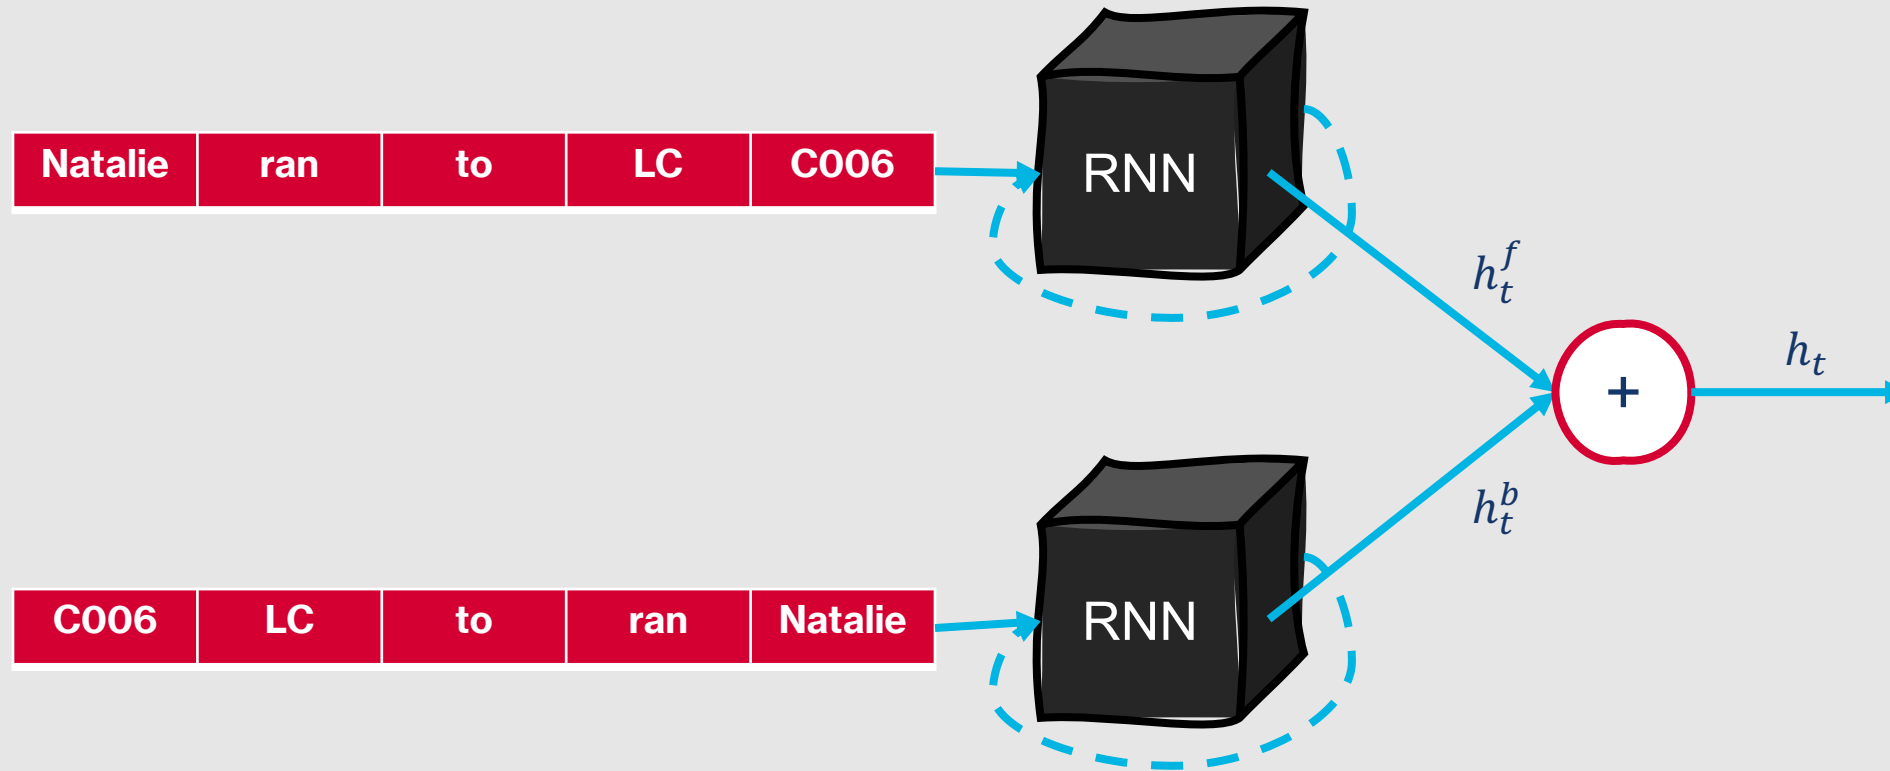 Natalie ran to LC C006
RNN
h_t^f
h_t
+
h_t^b
C006 LC to ran Natalie
RNN